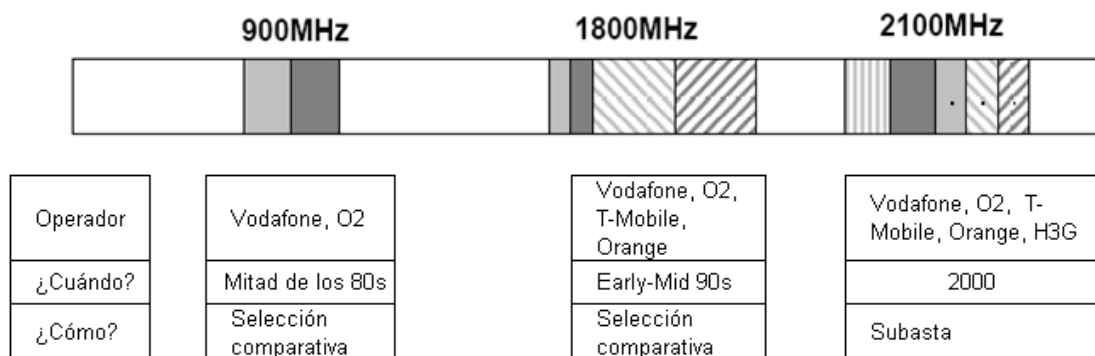 900MHz
1800MHz
2100MHz
Operador
Vodafone, O2
Vodafone, O2,
T-Mobile,
Orange
Vodafone, O2, T-
Mobile, Orange, H3G
¿Cuándo?
Mitad de los 80s
Early-Mid 90s
2000
¿Cómo?
Selección
comparativa
Selección
comparativa
Subasta